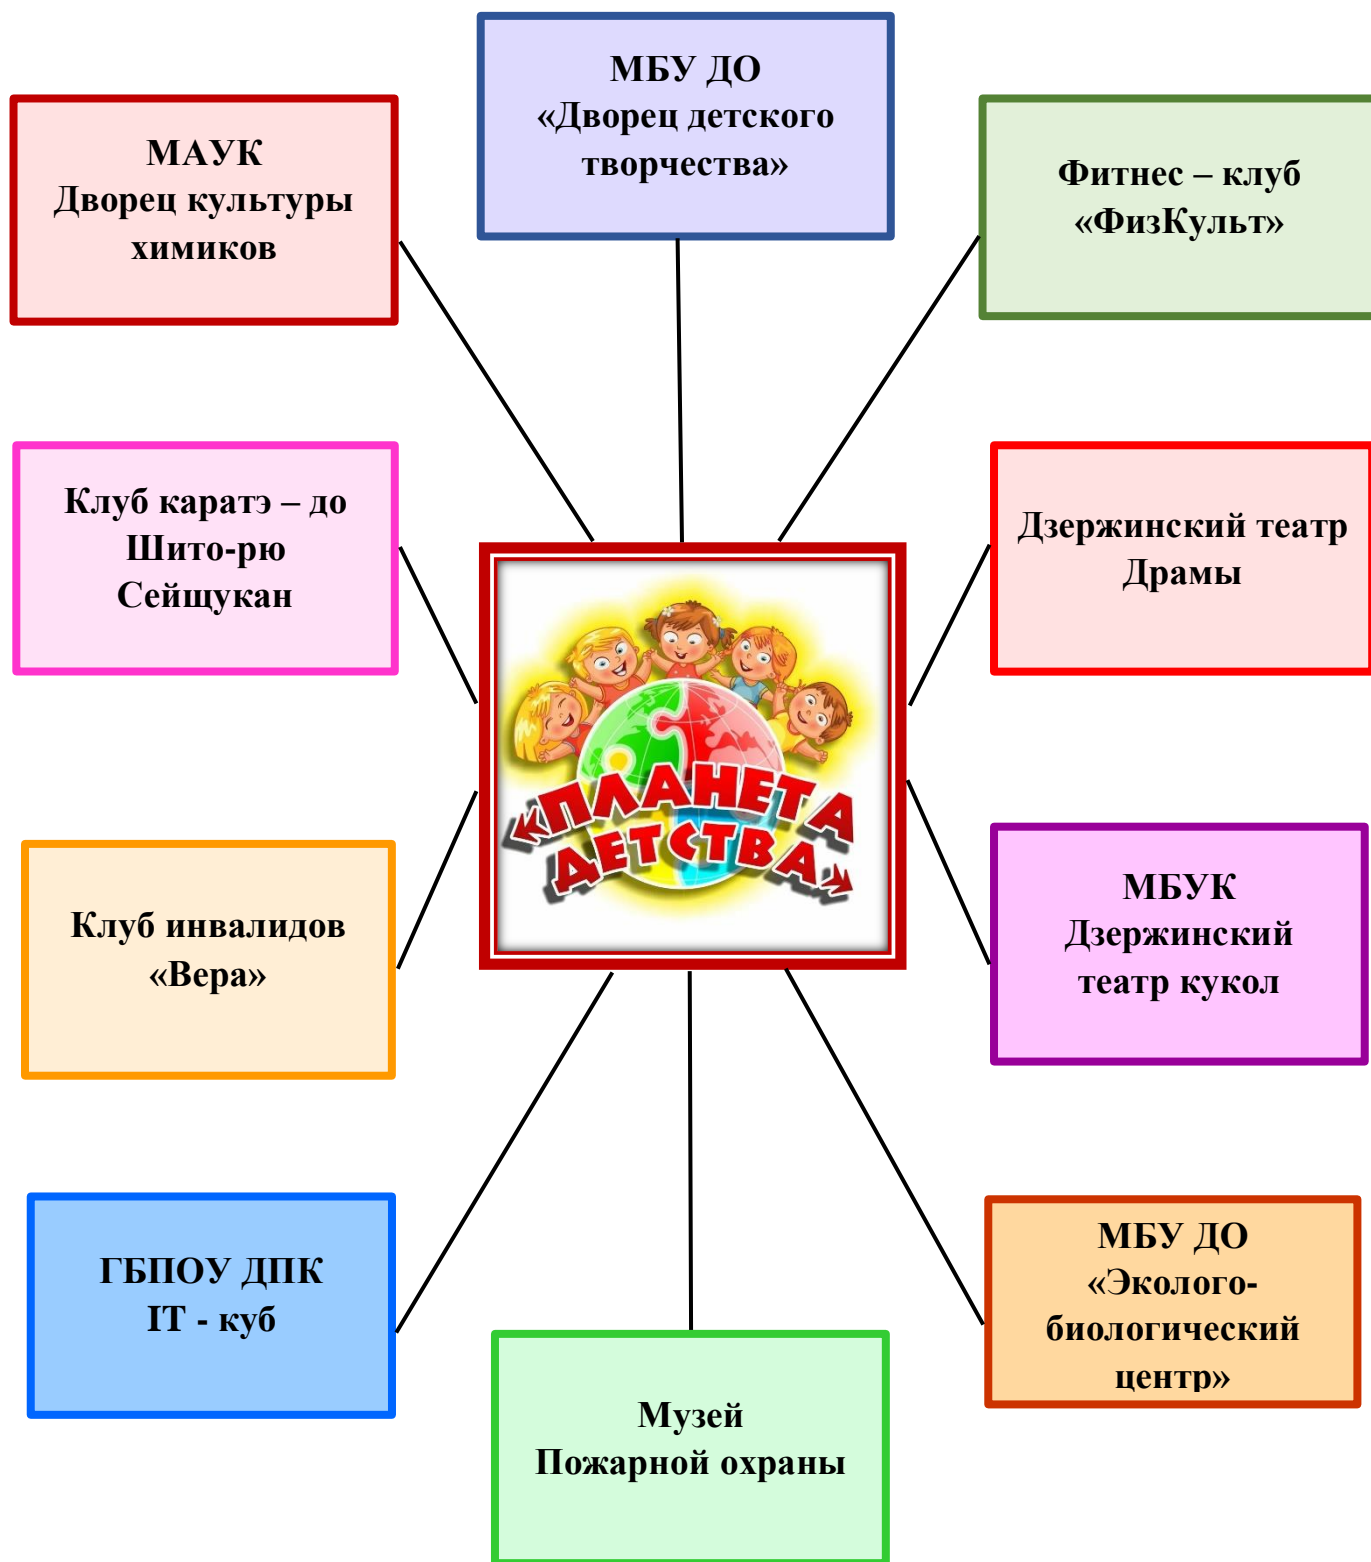 МБУ ДО
«Дворец детского
творчества»
МАУК
Дворец культуры
химиков
Фитнес – клуб
«ФизКульт»
Клуб каратэ – до
Шито-рю
Сейщукан
Дзержинский театр
Драмы
«ПЛАНЕТА
ДЕТСТВА»
Клуб инвалидов
«Вера»
МБУК
Дзержинский
театр кукол
ГБПОУ ДПК
IT - куб
МБУ ДО
«Эколого-
биологический
центр»
Музей
Пожарной охраны